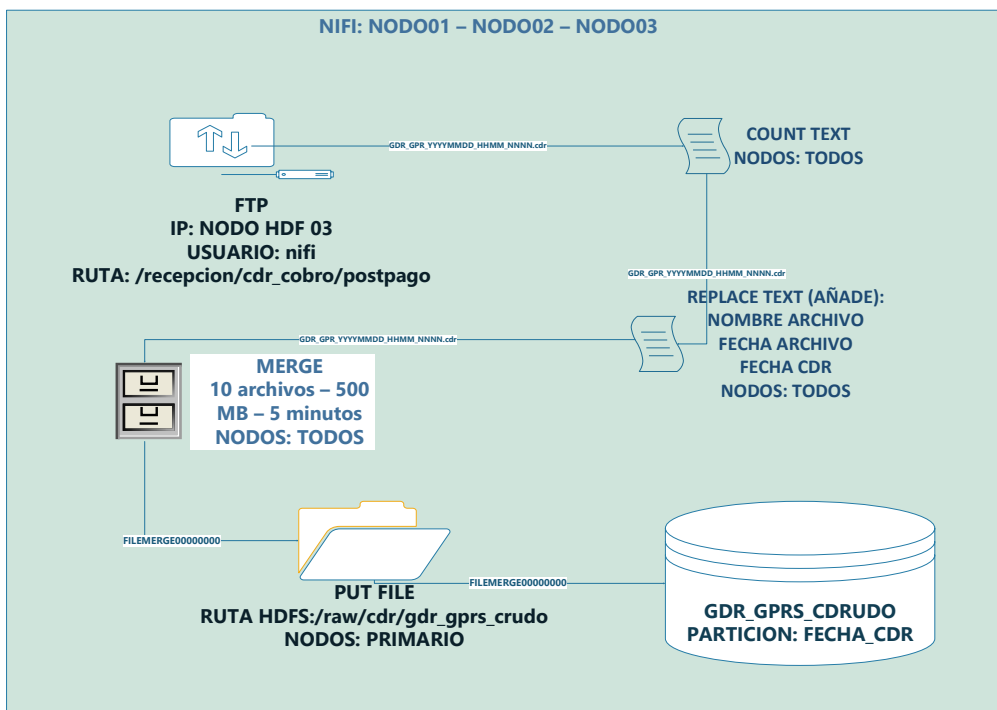 NIFI: NODO01 – NODO02 – NODO03
GDR_GPR_YYYYMMDD_HHMM_NNNN.cdr
COUNT TEXT
NODOS: TODOS
FTP
IP: NODO HDF 03
USUARIO: nifi
RUTA: /recepcion/cdr_cobro/postpago
GDR_GPR_YYYYMMDD_HHMM_NNNN.cdr
REPLACE TEXT (AÑADE):
NOMBRE ARCHIVO
FECHA ARCHIVO
FECHA CDR
NODOS: TODOS
GDR_GPR_YYYYMMDD_HHMM_NNNN.cdr
MERGE
10 archivos – 500
MB – 5 minutos
NODOS: TODOS
FILEMERGE00000000
PUT FILE
RUTA HDFS:/raw/cdr/gdr_gprs_crudo
NODOS: PRIMARIO
FILEMERGE00000000
GDR_GPRS_CDRUDO
PARTICION: FECHA_CDR